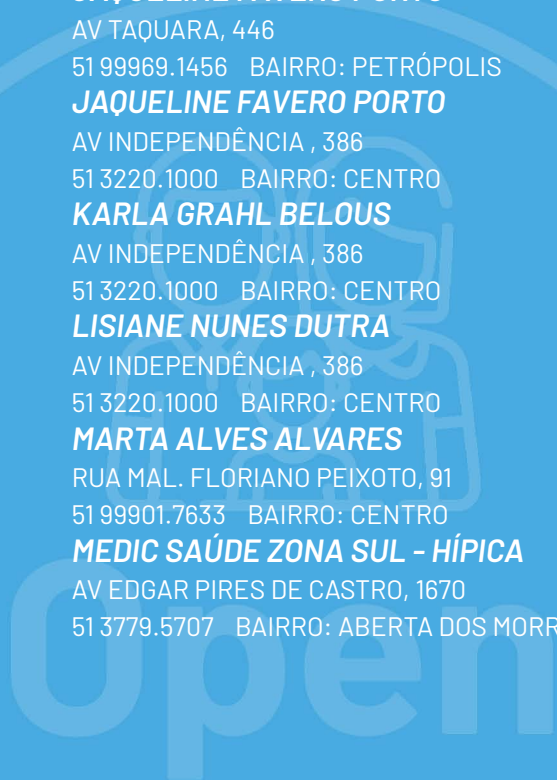 AV TAQUARA, 446
51 99969.1456 BAIRRO: PETRÓPOLIS
JAQUELINE FAVERO PORTO
AV INDEPENDÊNCIA , 386
51 3220.1000 BAIRRO: CENTRO
KARLA GRAHL BELOUS
AV INDEPENDÊNCIA , 386
51 3220.1000 BAIRRO: CENTRO
LISIANE NUNES DUTRA
AV INDEPENDÊNCIA , 386
51 3220.1000 BAIRRO: CENTRO
MARTA ALVES ALVARES
RUA MAL. FLORIANO PEIXOTO, 91
51 99901.7633 BAIRRO: CENTRO
MEDIC SAÚDE ZONA SUL - HÍPICA
AV EDGAR PIRES DE CASTRO, 1670
51 3779.5707 BAIRRO: ABERTA DOS MORR
Open